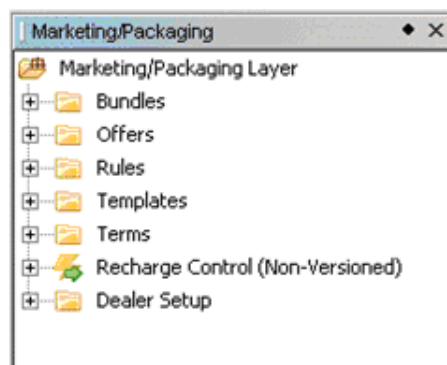 Marketing/Packaging
Marketing/Packaging Layer
Bundles
Offers
Rules
Templates
Terms
Recharge Control (Non-Versioned)
Dealer Setup